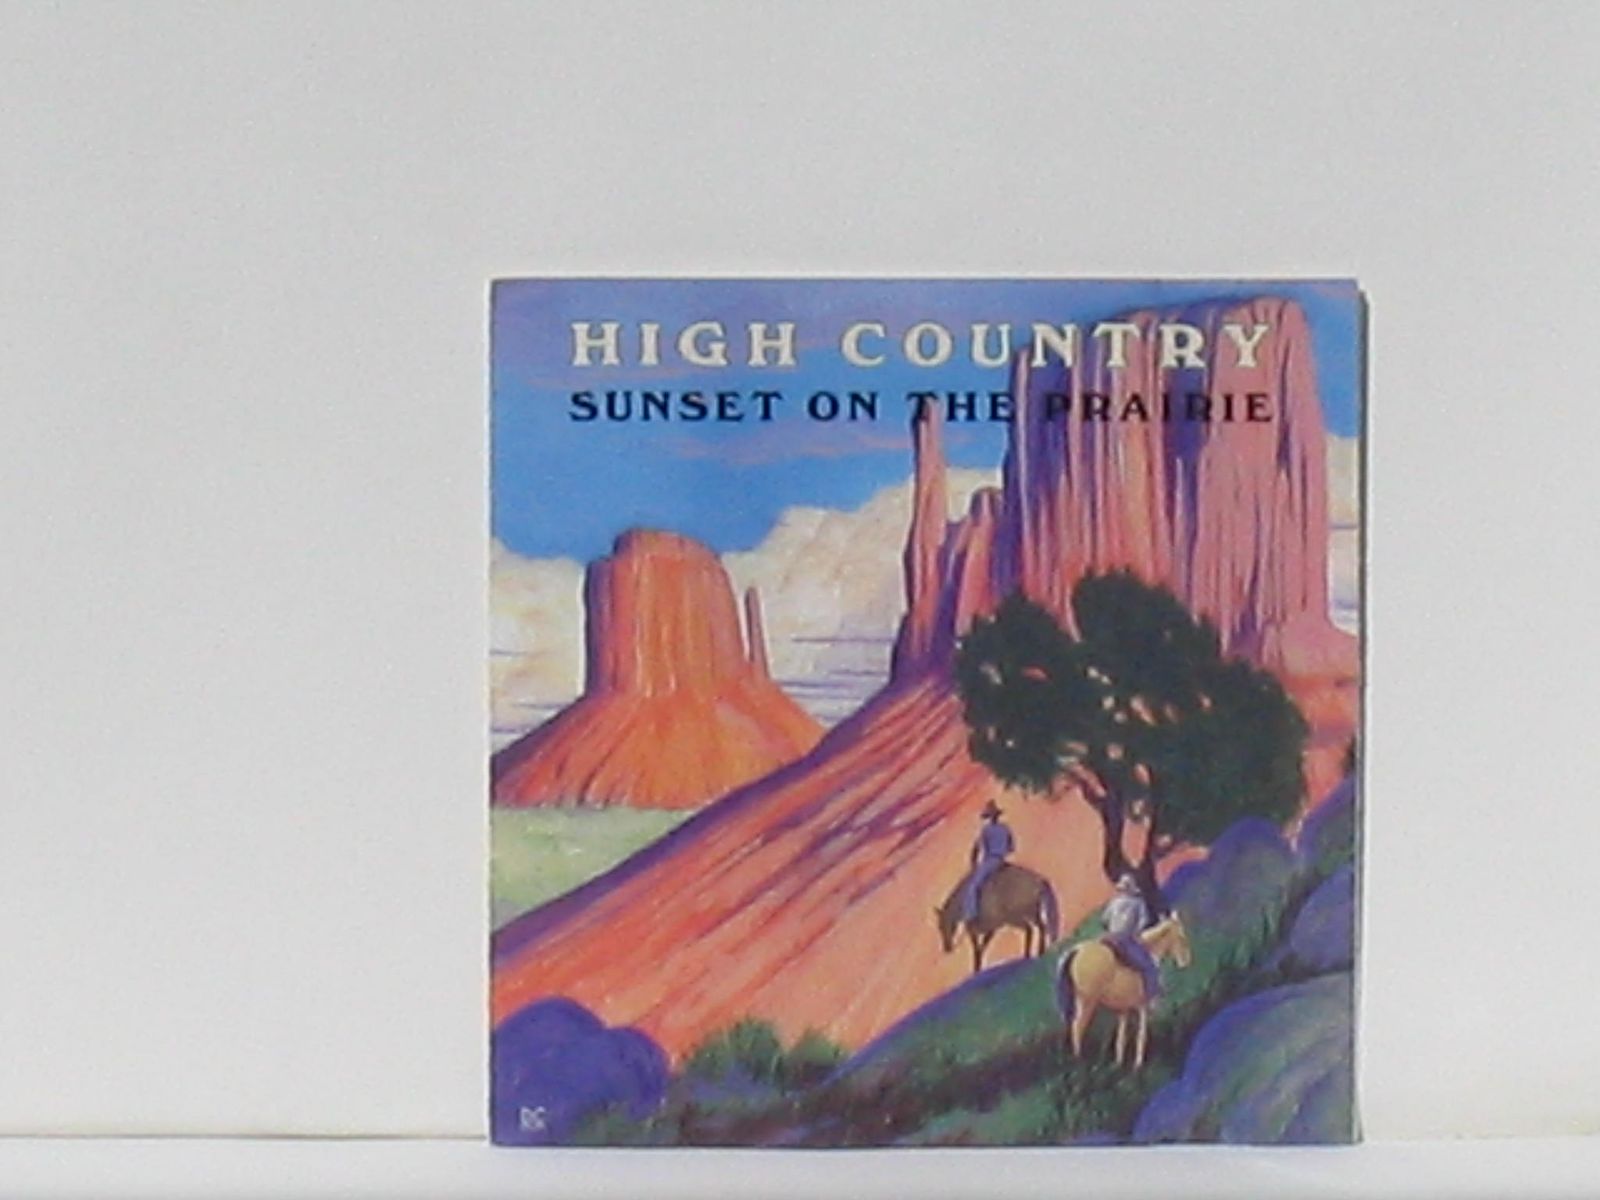 HIGH COUNTRY
SUNSET ON THE PRAIRIE